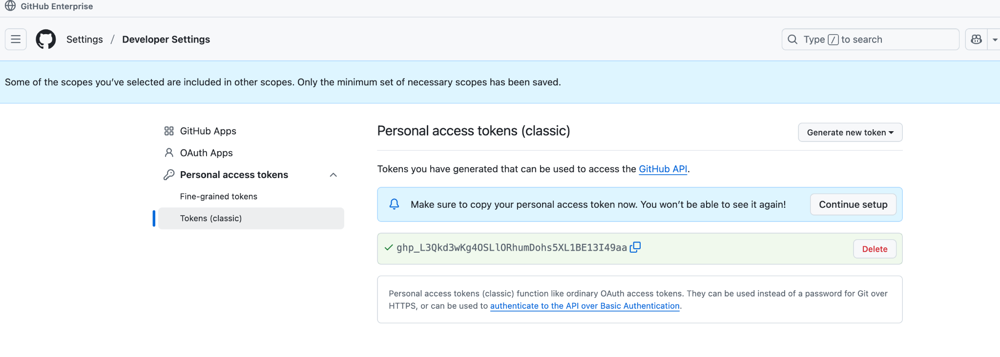 GitHub Enterprise
Settings / Developer Settings
Type / to search
Some of the scopes you’ve selected are included in other scopes. Only the minimum set of necessary scopes has been saved.
GitHub Apps
OAuth Apps
Personal access tokens
Fine-grained tokens
Tokens (classic)
Personal access tokens (classic)
Generate new token
Tokens you have generated that can be used to access the GitHub API.
Make sure to copy your personal access token now. You won’t be able to see it again!
Continue setup
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
Delete
Personal access tokens (classic) function like ordinary OAuth access tokens. They can be used instead of a password for Git over
HTTPS, or can be used to authenticate to the API over Basic Authentication.